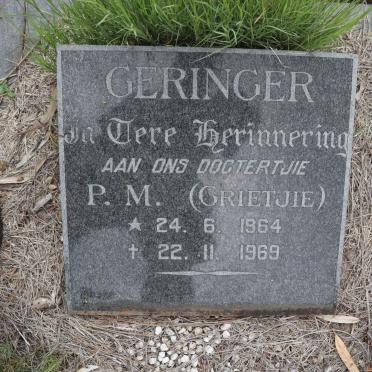 GERINGER
In Tere Herinnering
AAN ONS DOGTERTJIE
P. M. (GRIETJIE)
★ 24. 6. 1964
† 22. 11. 1969